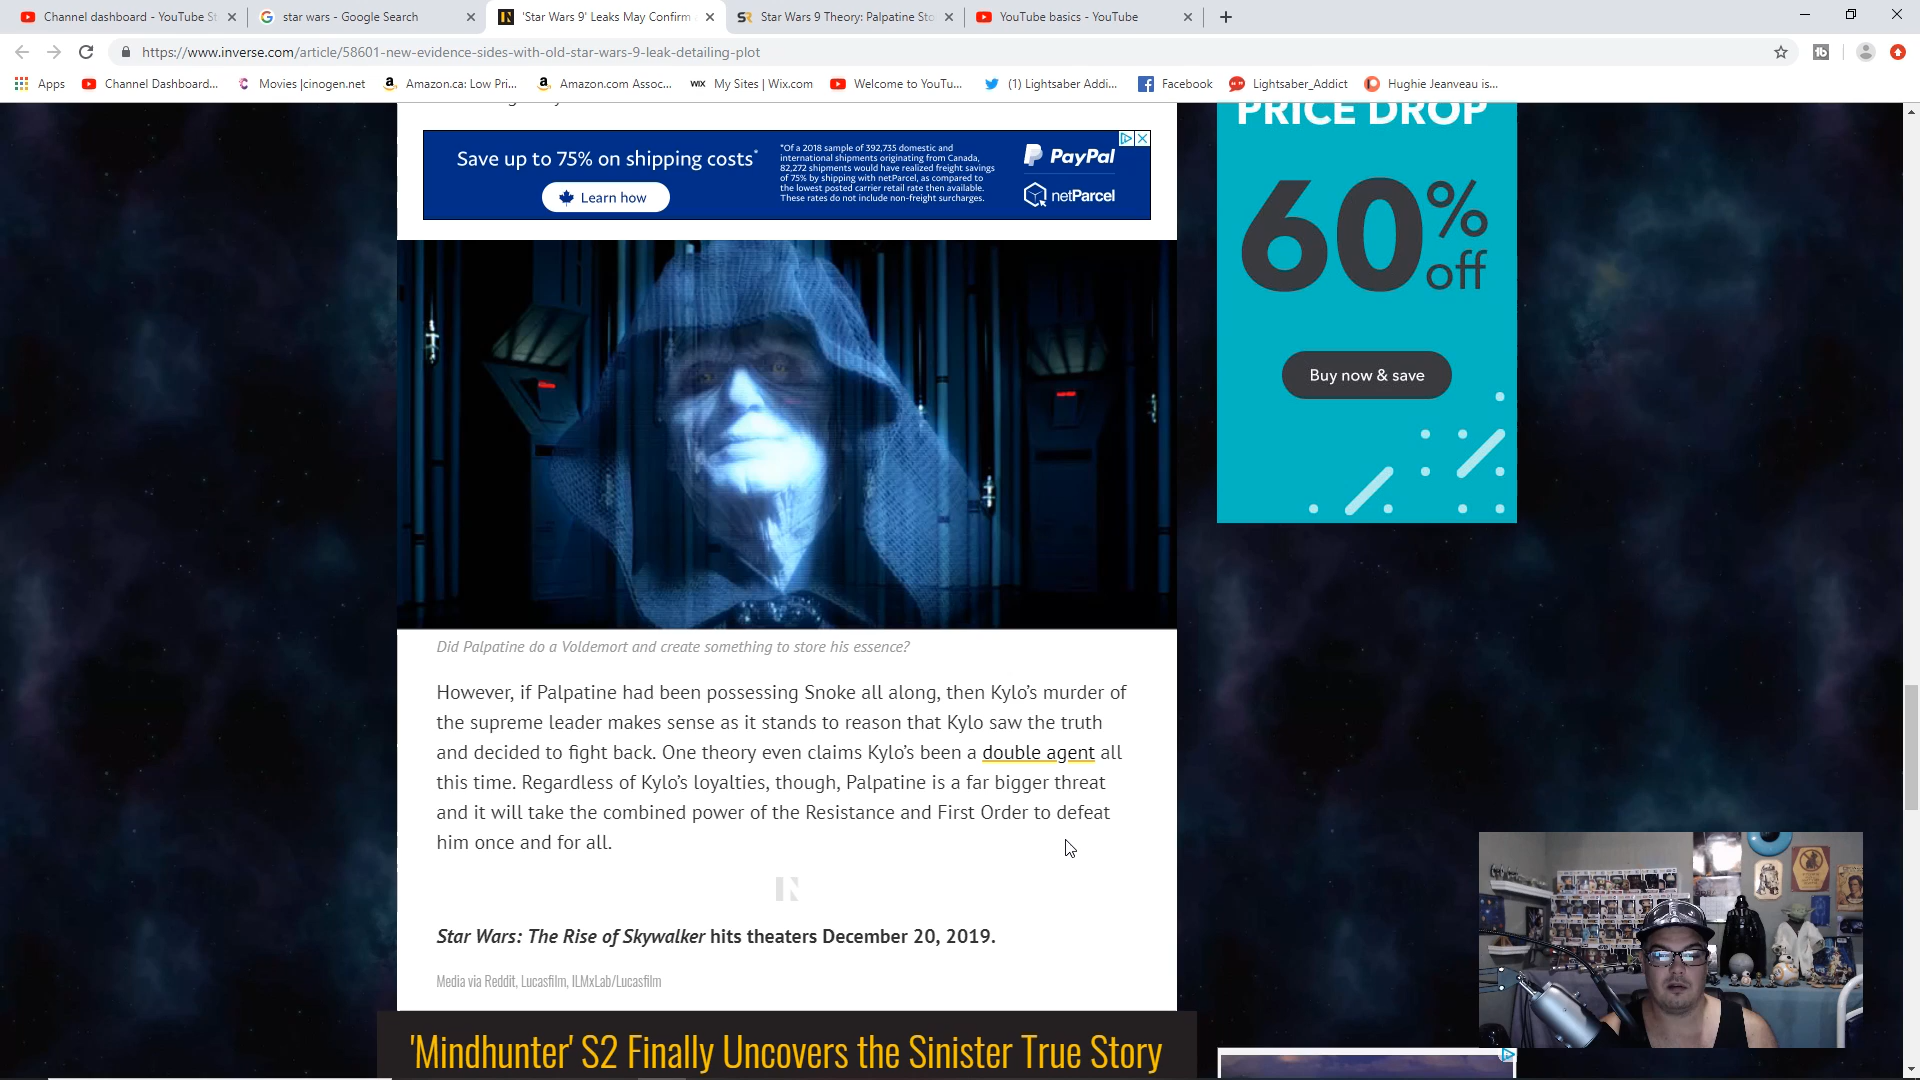 Channel dashboard - YouTube St
star wars - Google Search
'Star Wars 9' Leaks May Confirm
SR Star Wars 9 Theory: Palpatine Sto
YouTube basics - YouTube
https://www.inverse.com/article/58601-new-evidence-sides-with-old-star-wars-9-leak-detailing-plot
Apps
Channel Dashboard...
Movies |cinogen.net
Amazon.ca: Low Pri...
Amazon.com Assoc...
WIX My Sites | Wix.com
Welcome to YouTu...
(1) Lightsaber Addi...
Facebook
Lightsaber_Addict
Hughie Jeanveau is...
Save up to 75% on shipping costs*
Learn how
*Of a 2018 sample of 392,735 domestic and
international shipments originating from Canada,
82,272 shipments would have realized freight savings
of 75% by shipping with netParcel, as compared to
the lowest posted carrier retail rate then available.
These rates do not include non-freight surcharges.
PayPal
netParcel
PRICE DROP
60%
off
Buy now & save
Did Palpatine do a Voldemort and create something to store his essence?
However, if Palpatine had been possessing Snoke all along, then Kylo's murder of
the supreme leader makes sense as it stands to reason that Kylo saw the truth
and decided to fight back. One theory even claims Kylo's been a double agent all
this time. Regardless of Kylo's loyalties, though, Palpatine is a far bigger threat
and it will take the combined power of the Resistance and First Order to defeat
him once and for all.
Star Wars: The Rise of Skywalker hits theaters December 20, 2019.
Media via Reddit, Lucasfilm, ILMxLab/Lucasfilm
'Mindhunter' S2 Finally Uncovers the Sinister True Story